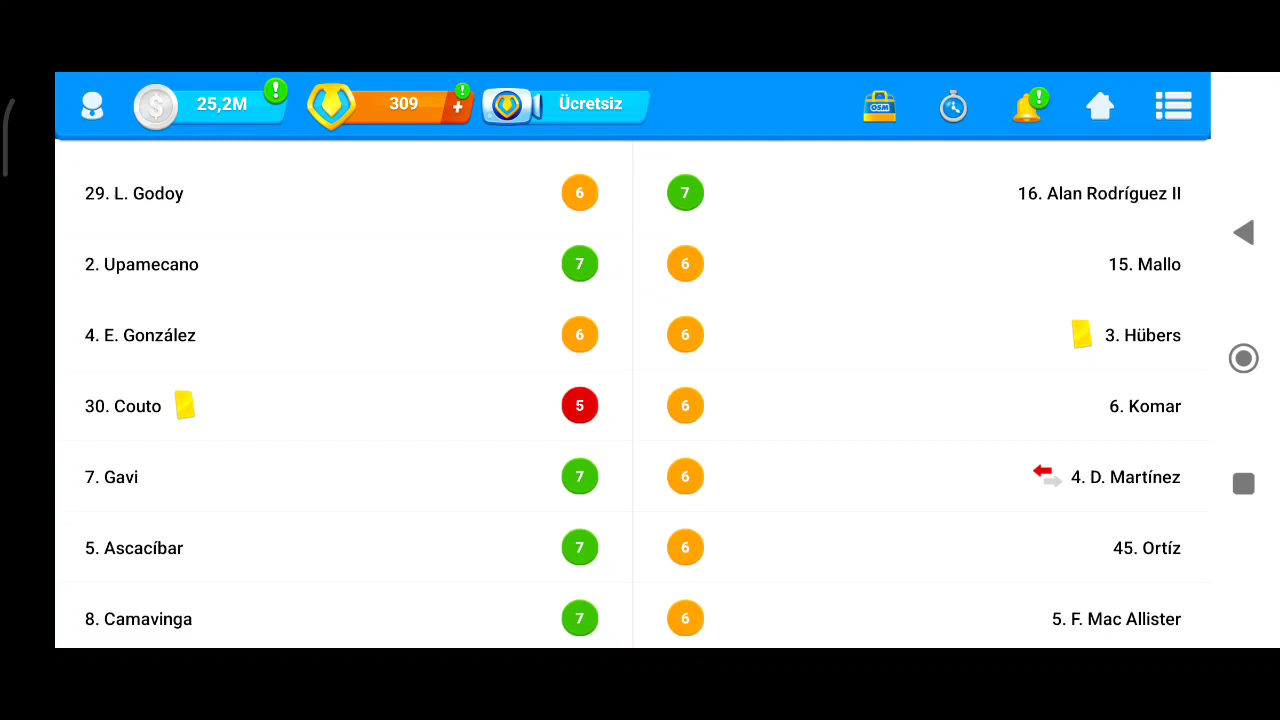 25,2M 309 + Ücretsiz OSM
29. L. Godoy 6 7 16. Alan Rodríguez II
2. Upamecano 7 6 15. Mallo
4. E. González 6 6 3. Hübers
30. Couto 5 6 6. Komar
7. Gavi 7 6 4. D. Martínez
5. Ascacíbar 7 6 45. Ortíz
8. Camavinga 7 6 5. F. Mac Allister